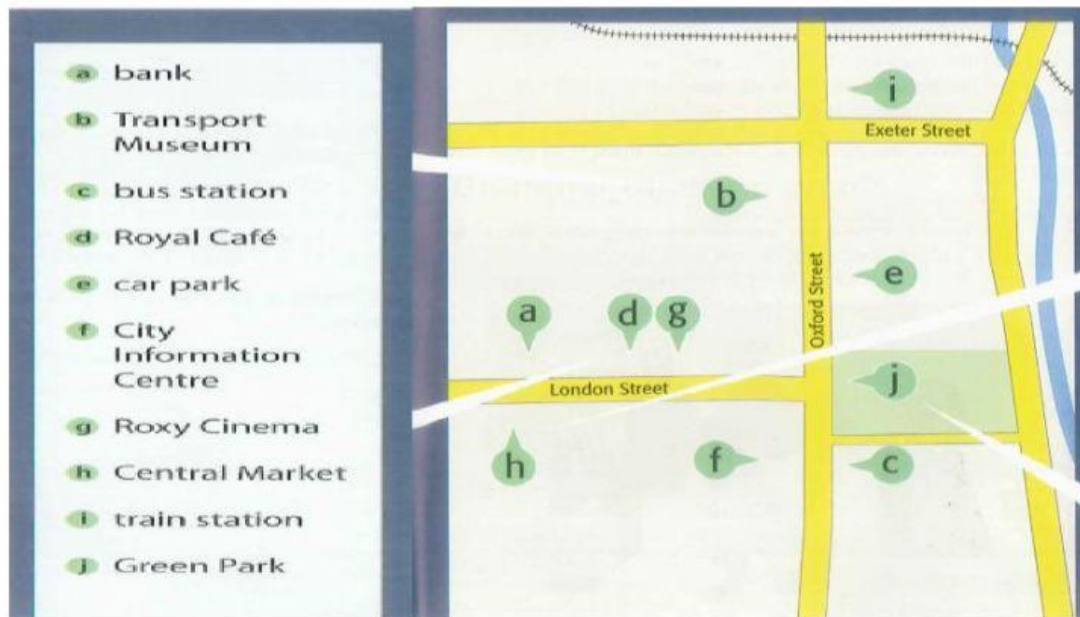 a bank
b Transport
Museum
c bus station
d Royal Café
e car park
f City
Information
Centre
g Roxy Cinema
h Central Market
i train station
j Green Park
i
Exeter Street
b
Oxford Street
e
a d g
London Street
j
h f c